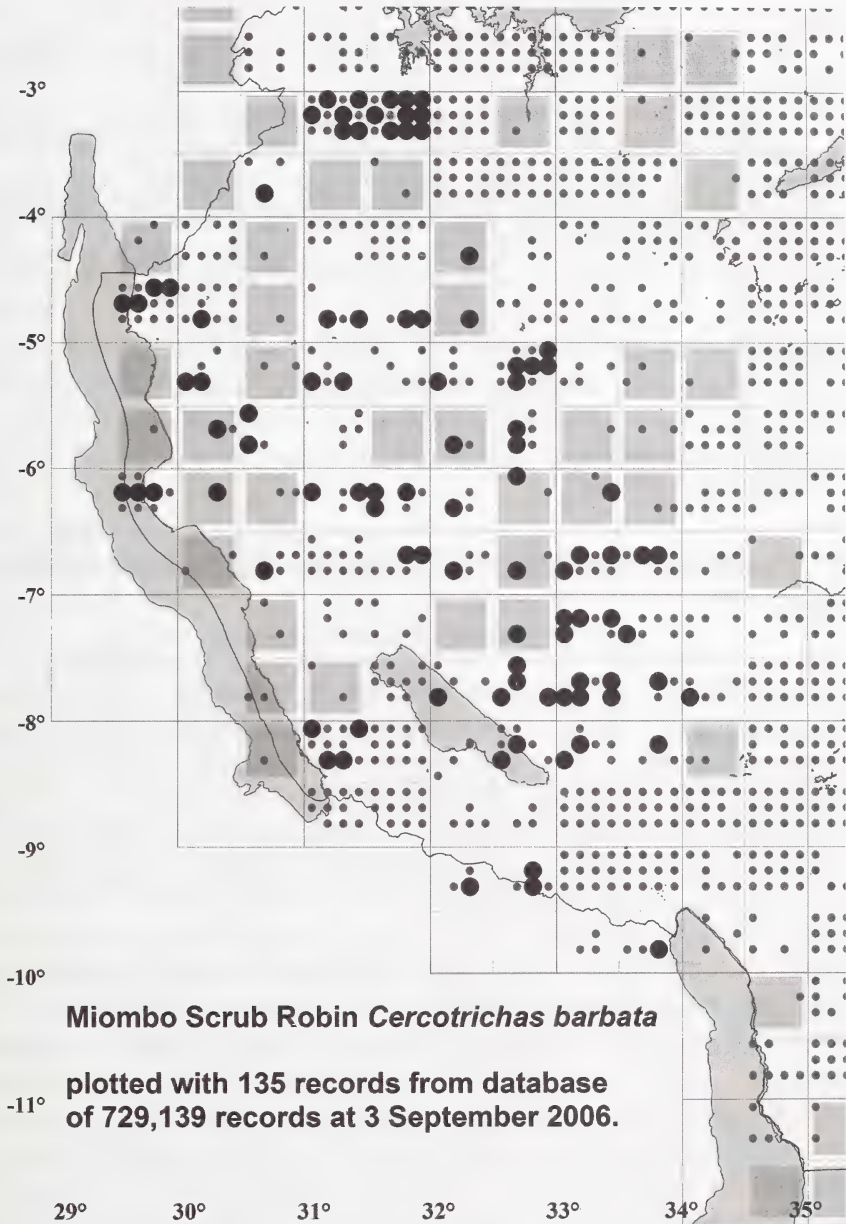 -3°
-4°
-5°
-6°
-7°
-8°
-9°
-10°
Miombo Scrub Robin Cercotrichas barbata
plotted with 135 records from database
-11°
of 729,139 records at 3 September 2006.
29° 30° 31° 32° 33° 34° 35°